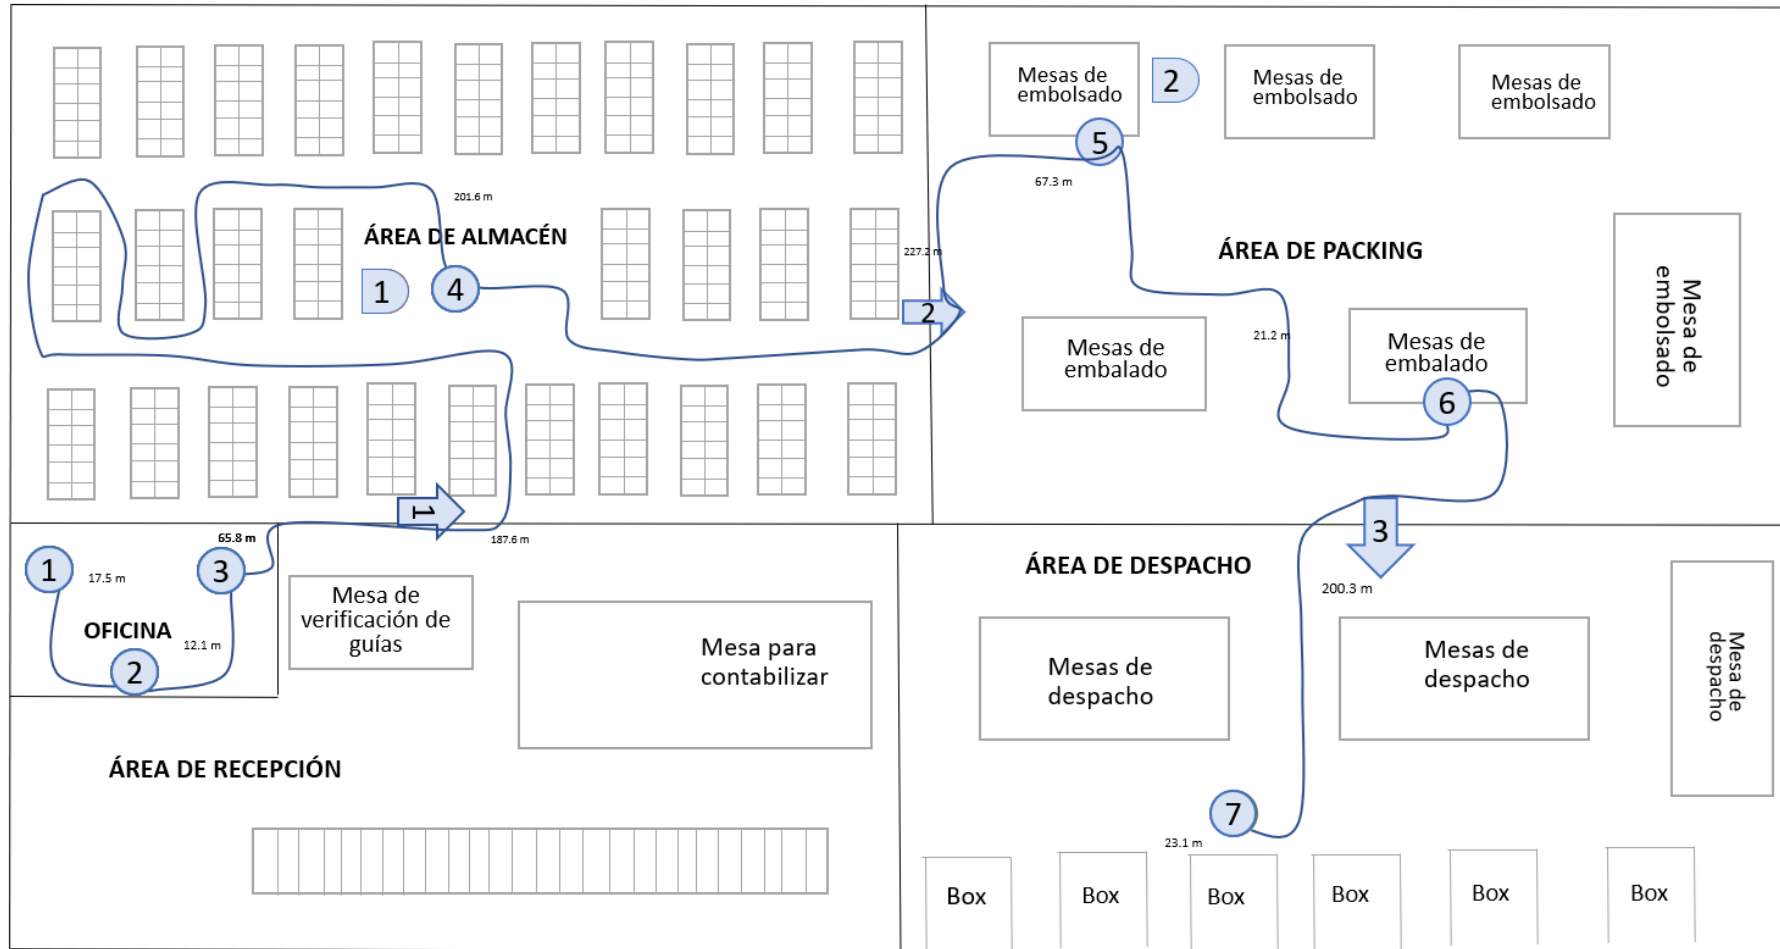 Mesas de
embolsado
2
Mesas de
embolsado
Mesas de
embolsado
5
67.3 m
201.6 m
ÁREA DE ALMACÉN
1
4
227.2 m
2
ÁREA DE PACKING
Mesa de
embolsado
Mesas de
embalado
21.2 m
Mesas de
embalado
6
1
187.6 m
65.8 m
1
17.5 m
3
OFICINA
12.1 m
2
Mesa de
verificación de
guías
Mesa para
contabilizar
ÁREA DE RECEPCIÓN
3
ÁREA DE DESPACHO
200.3 m
Mesas de
despacho
Mesas de
despacho
Mesa de
despacho
7
23.1 m
Box
Box
Box
Box
Box
Box